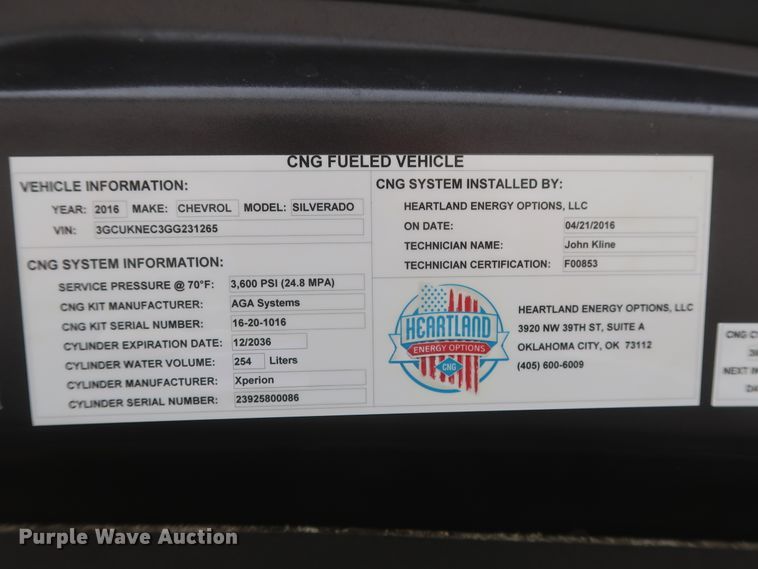 CNG FUELED VEHICLE
VEHICLE INFORMATION:
YEAR: 2016 MAKE: CHEVROL MODEL: SILVERADO
VIN: 3GCUKNEC3GG231265
CNG SYSTEM INFORMATION:
SERVICE PRESSURE @ 70°F: 3,600 PSI (24.8 MPA)
CNG KIT MANUFACTURER: AGA Systems
CNG KIT SERIAL NUMBER: 16-20-1016
CYLINDER EXPIRATION DATE: 12/2036
CYLINDER WATER VOLUME: 254 Liters
CYLINDER MANUFACTURER: Xperion
CYLINDER SERIAL NUMBER: 23925800086
CNG SYSTEM INSTALLED BY:
HEARTLAND ENERGY OPTIONS, LLC
ON DATE: 04/21/2016
TECHNICIAN NAME: John Kline
TECHNICIAN CERTIFICATION: F00853
HEARTLAND
ENERGY OPTIONS
CNG
HEARTLAND ENERGY OPTIONS, LLC
3920 NW 39TH ST, SUITE A
OKLAHOMA CITY, OK 73112
(405) 600-6009
CNG
NEXT
Purple Wave Auction